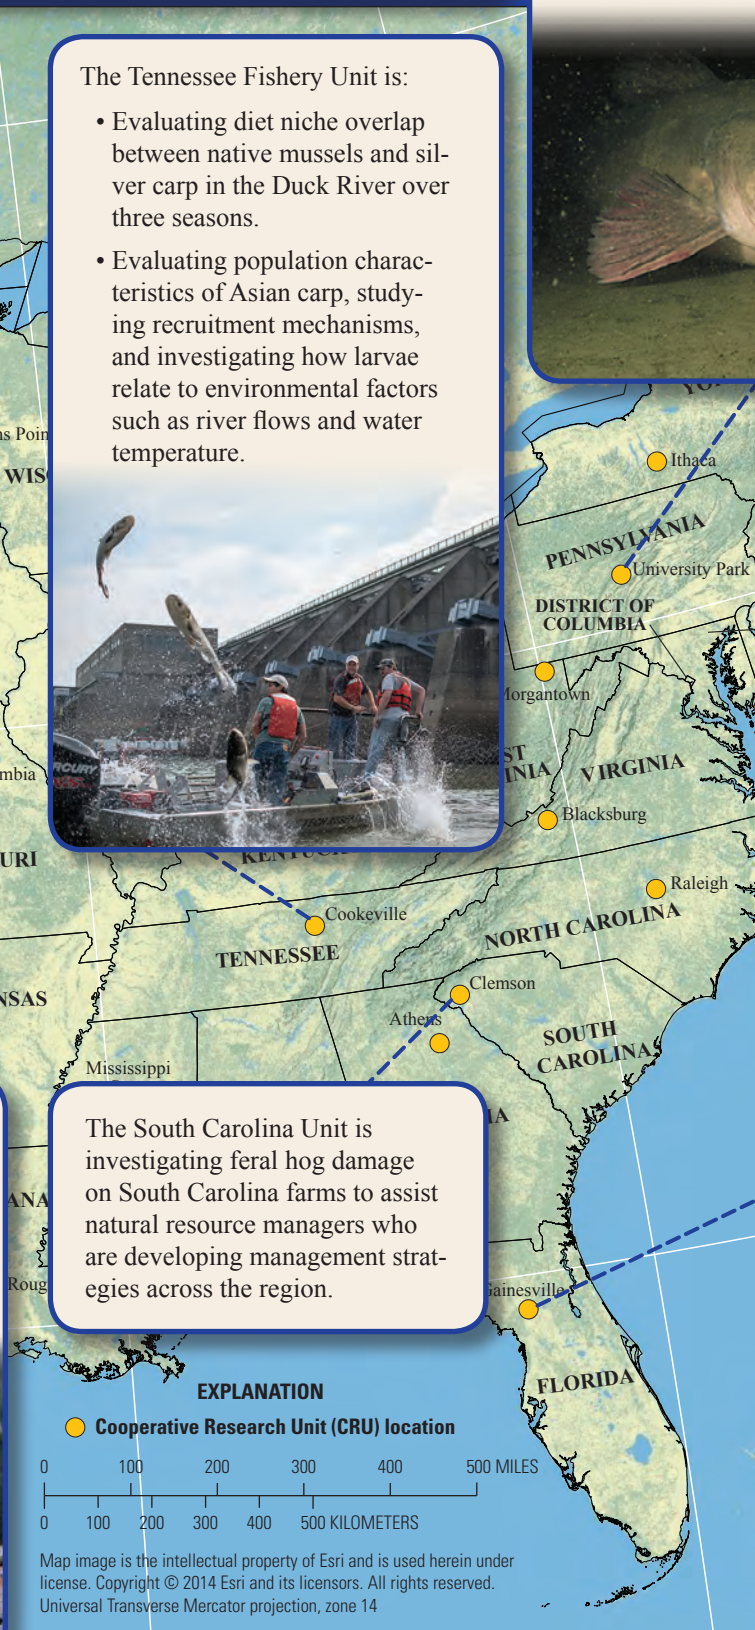 The Tennessee Fishery Unit is:
• Evaluating diet niche overlap
between native mussels and sil-
ver carp in the Duck River over
three seasons.
• Evaluating population charac-
teristics of Asian carp, study-
ing recruitment mechanisms,
and investigating how larvae
relate to environmental factors
such as river flows and water
temperature.
Ithaca
PENNSYLVANIA
University Park
DISTRICT OF
COLUMBIA
Morgantown
VIRGINIA
Blacksburg
KENTUCK
Raleigh
Cookeville
TENNESSEE
NORTH CAROLINA
Clemson
Athens
SOUTH
CAROLINA
Mississippi
The South Carolina Unit is
investigating feral hog damage
on South Carolina farms to assist
natural resource managers who
are developing management strat-
egies across the region.
Gainesville
FLORIDA
EXPLANATION
Cooperative Research Unit (CRU) location
0 100 200 300 400 500 MILES
0 100 200 300 400 500 KILOMETERS
Map image is the intellectual property of Esri and is used herein under
license. Copyright © 2014 Esri and its licensors. All rights reserved.
Universal Transverse Mercator projection, zone 14